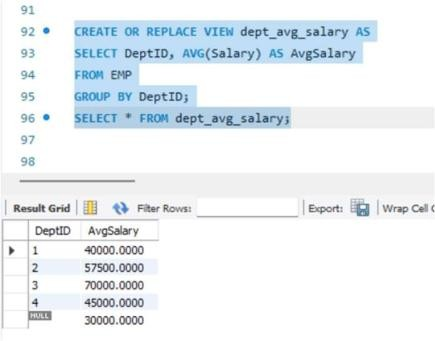 91
92 CREATE OR REPLACE VIEW dept_avg_salary AS
93 SELECT DeptID, AVG(Salary) AS AvgSalary
94 FROM EMP
95 GROUP BY DeptID;
96 SELECT * FROM dept_avg_salary;
97
98
Result Grid Filter Rows: Export: Wrap Cell C
DeptID AvgSalary
1 40000.0000
2 57500.0000
3 70000.0000
4 45000.0000
NULL 30000.0000